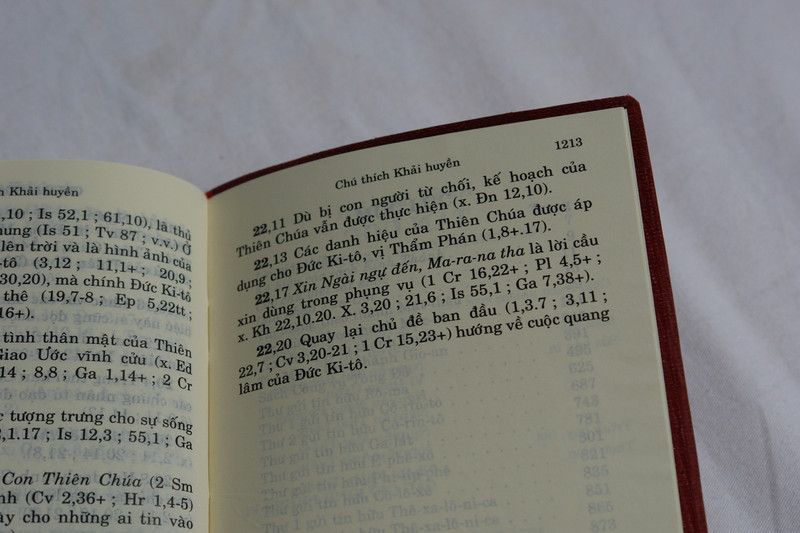 h Khải huyền
,10 ; Is 52,1 ; 61,10), là thủ
hung (Is 51 ; Tv 87 ; v.v.) Ở
lên trời và là hình ảnh của
tô (3,12 ; 11,1+ ; 20,9 ;
30,20), mà chính Đức Ki-tô
thê (19,7-8 ; Ep 5,22tt ;
16+).
tình thân mật của Thiên
Giao Ước vĩnh cửu (x. Ed
14 ; 8,8 ; Ga 1,14+ ; 2 Cr
c tượng trưng cho sự sống
2,1.17 ; Is 12,3 ; 55,1 ; Ga
Con Thiên Chúa (2 Sm
nh (Cv 2,36+ ; Hr 1,4-5)
ày cho những ai tin vào
Chú thích Khải huyền 1213
22,11 Dù bị con người từ chối, kế hoạch của
Thiên Chúa vẫn được thực hiện (x. Đn 12,10).
22,13 Các danh hiệu của Thiên Chúa được áp
dụng cho Đức Ki-tô, vị Thẩm Phán (1,8+.17).
22,17 Xin Ngài ngự đến, Ma-ra-na tha là lời cầu
xin dùng trong phụng vụ (1 Cr 16,22+ ; Pl 4,5+ ;
x. Kh 22,10.20. X. 3,20 ; 21,6 ; Is 55,1 ; Ga 7,38+).
22,20 Quay lại chủ đề ban đầu (1,3.7 ; 3,11 ;
22,7 ; Cv 3,20-21 ; 1 Cr 15,23+) hướng về cuộc quang
lâm của Đức Ki-tô.